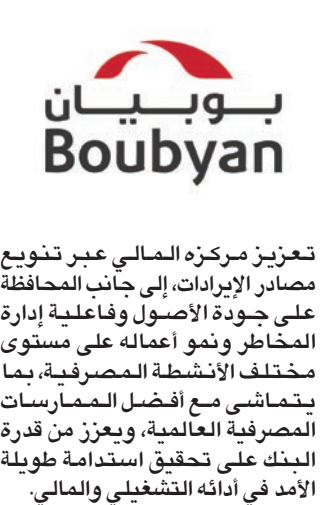 بوبيان
Boubyan
تعزيز مركزه المالي عبر تنويع
مصادر الإيرادات، إلى جانب المحافظة
على جودة الأصول وفاعلية إدارة
المخاطر ونمو أعماله على مستوى
مختلف الأنشطة المصرفية، بما
يتماشى مع أفضل الممارسات
المصرفية العالمية، ويعزز من قدرة
البنك على تحقيق استدامة طويلة
الأمد في أدائه التشغيلي والمالي.